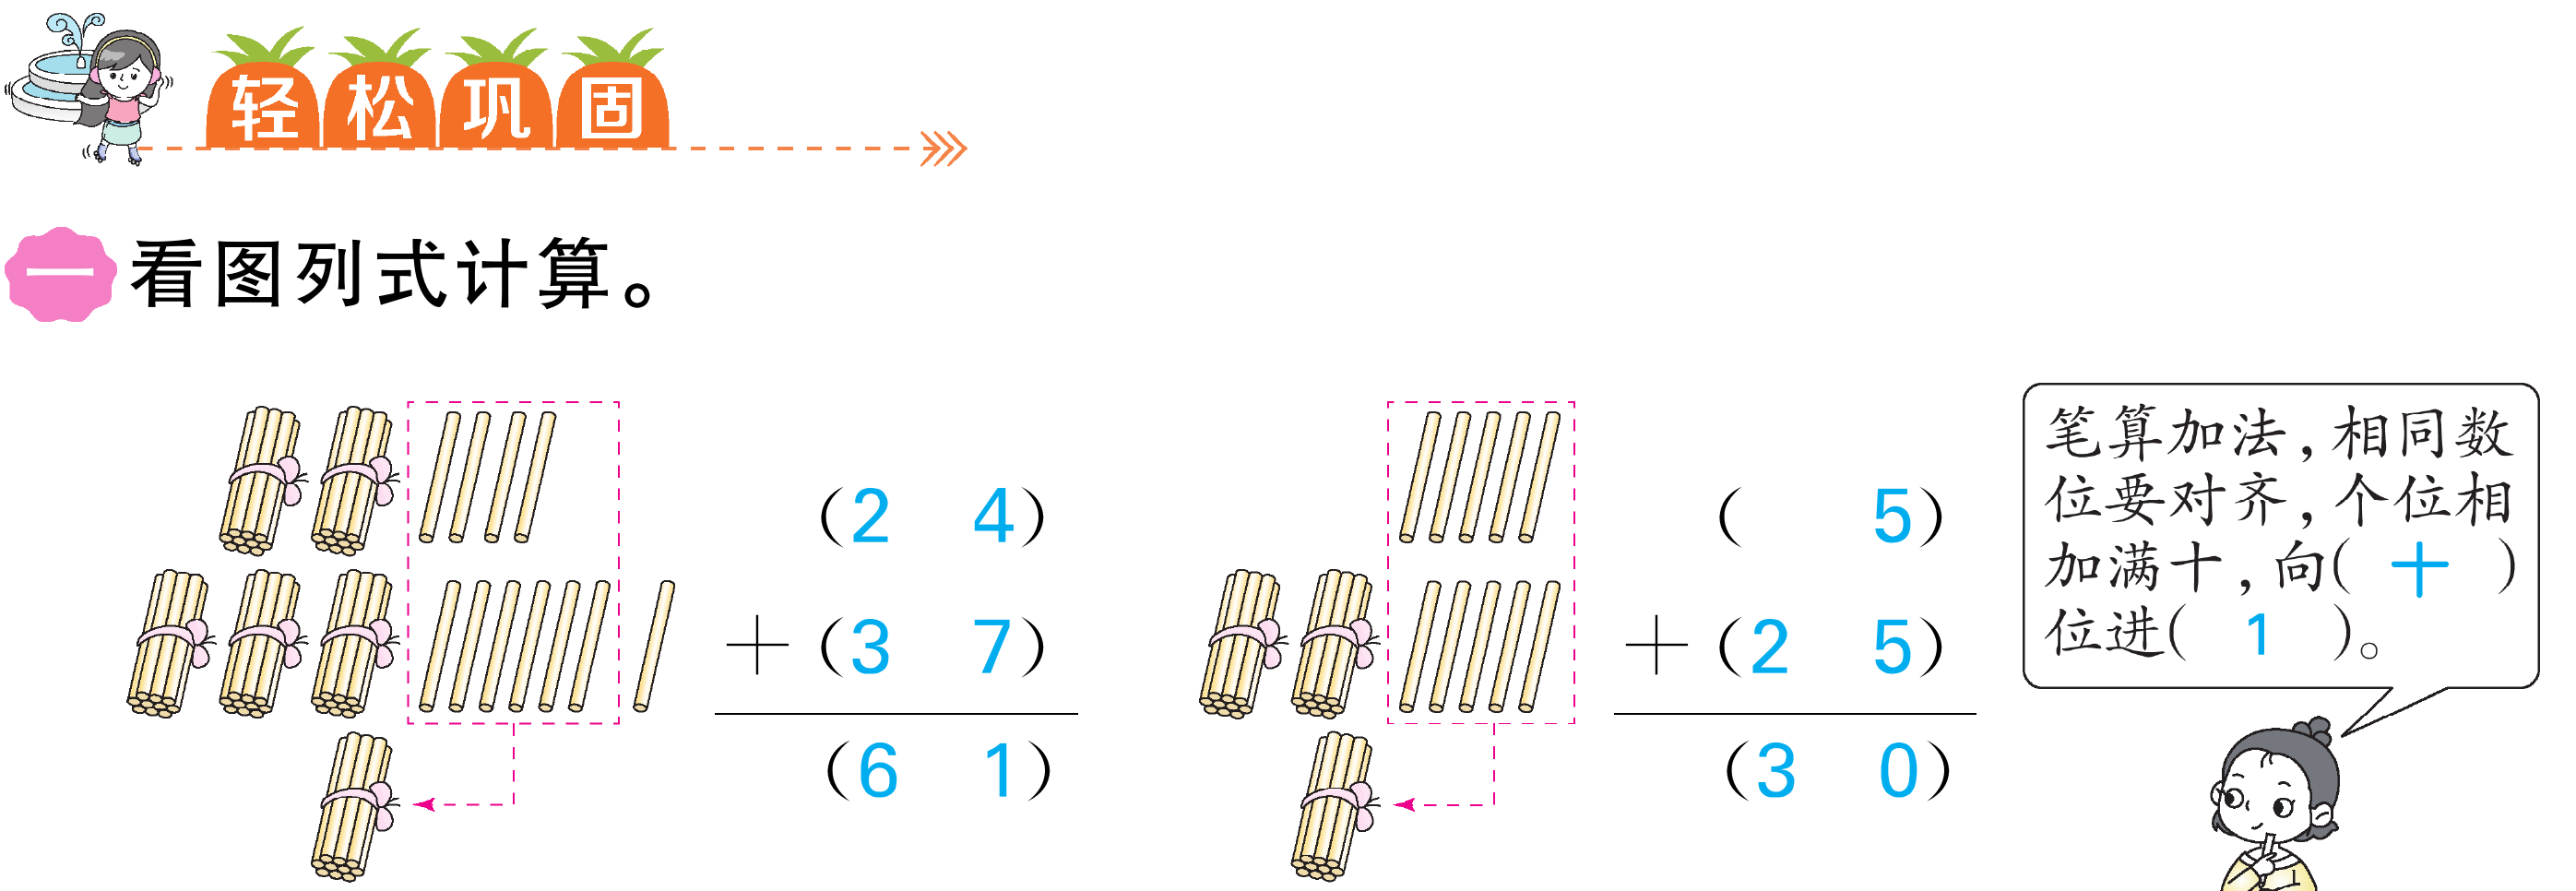 轻松巩固
一 看图列式计算。
(2 4)
+(3 7)
(6 1)
( 5)
+(2 5)
(3 0)
笔算加法,相同数
位要对齐,个位相
加满十,向( 十 )
位进( 1 )。